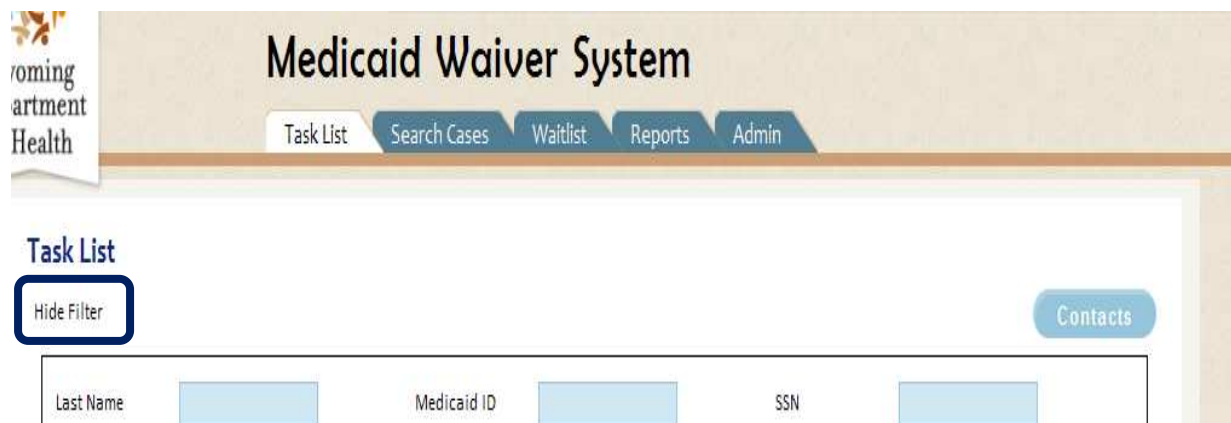 yoming
artment
Health
Medicaid Waiver System
Task List Search Cases Waitlist Reports Admin
Task List
Hide Filter
Contacts
Last Name Medicaid ID SSN